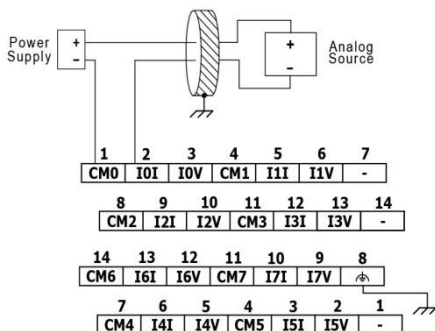 Power Supply
+
-
+
-
Analog Source
1 2 3 4 5 6 7
CM0 I0I I0V CM1 I1I I1V -
8 9 10 11 12 13 14
CM2 I2I I2V CM3 I3I I3V -
14 13 12 11 10 9 8
CM6 I6I I6V CM7 I7I I7V
7 6 5 4 3 2 1
CM4 I4I I4V CM5 I5I I5V -